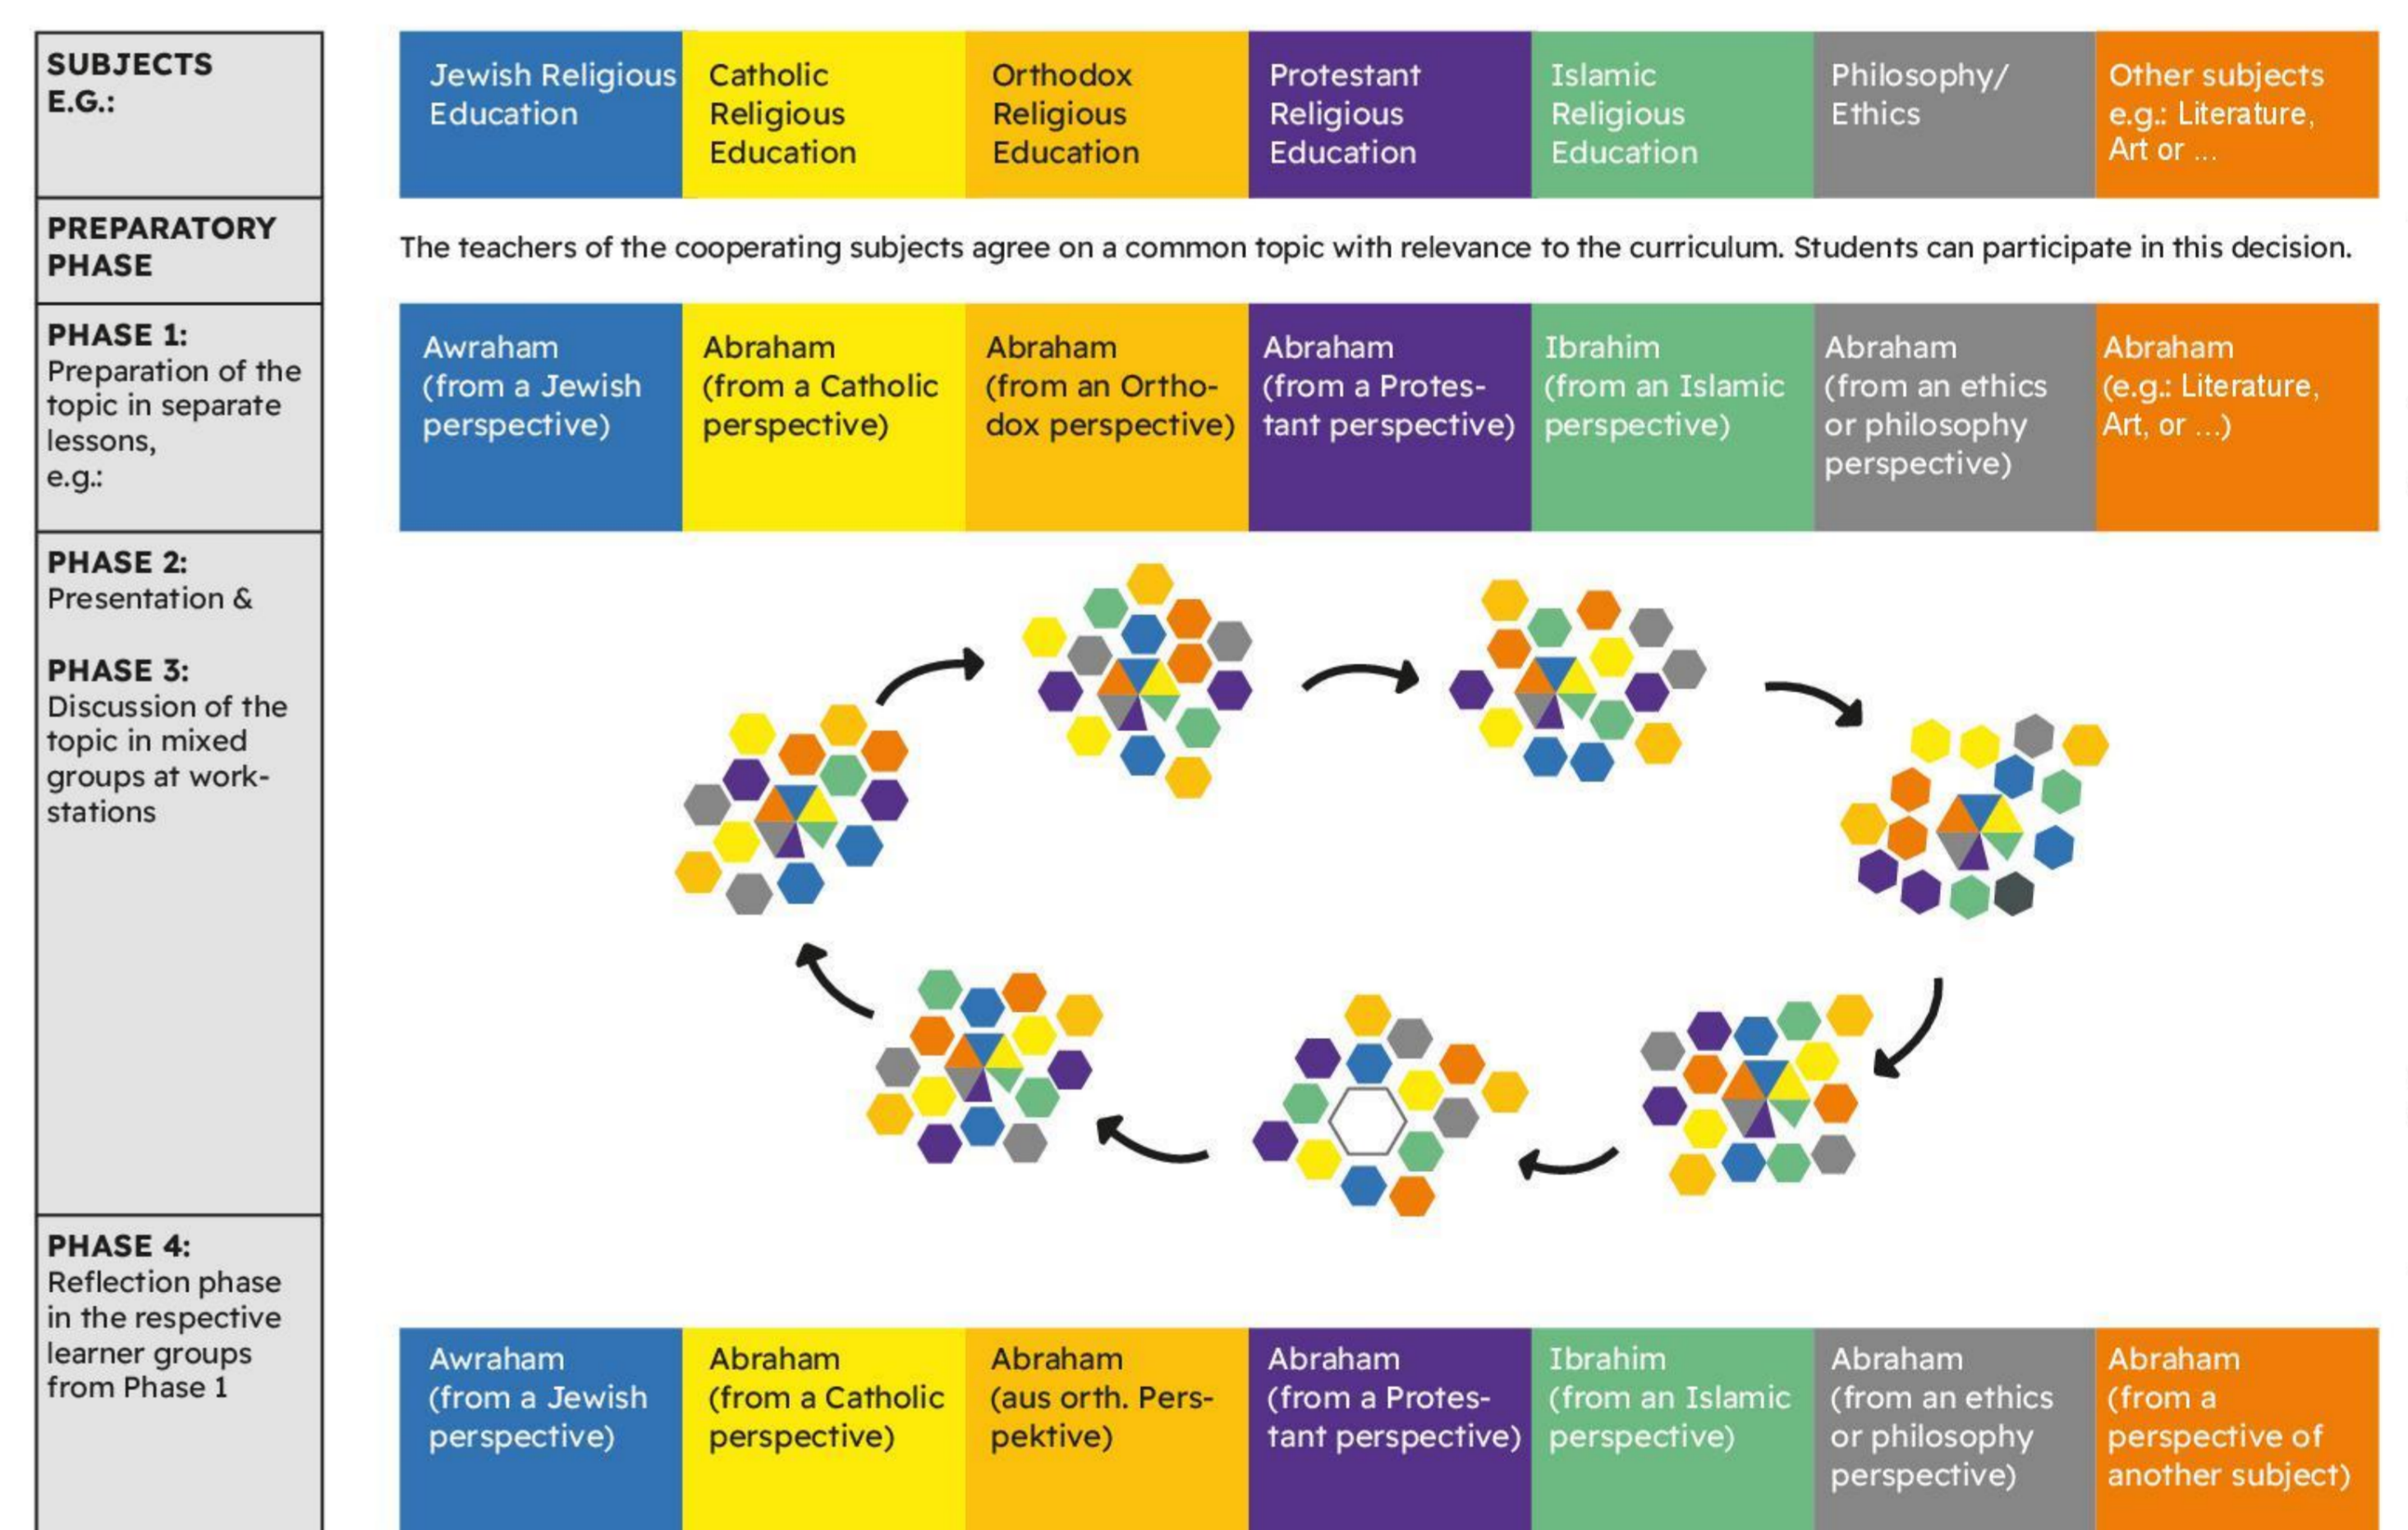 SUBJECTS
E.G.:
Jewish Religious
Education
Catholic
Religious
Education
Orthodox
Religious
Education
Protestant
Religious
Education
Islamic
Religious
Education
Philosophy/
Ethics
Other subjects
e.g.: Literature,
Art or ...
PREPARATORY
PHASE
The teachers of the cooperating subjects agree on a common topic with relevance to the curriculum. Students can participate in this decision.
PHASE 1:
Preparation of the
topic in separate
lessons,
e.g.:
Awraham
(from a Jewish
perspective)
Abraham
(from a Catholic
perspective)
Abraham
(from an Ortho-
dox perspective)
Abraham
(from a Protes-
tant perspective)
Ibrahim
(from an Islamic
perspective)
Abraham
(from an ethics
or philosophy
perspective)
Abraham
(e.g.: Literature,
Art, or ...)
PHASE 2:
Presentation &
PHASE 3:
Discussion of the
topic in mixed
groups at work-
stations
PHASE 4:
Reflection phase
in the respective
learner groups
from Phase 1
Awraham
(from a Jewish
perspective)
Abraham
(from a Catholic
perspective)
Abraham
(aus orth. Pers-
pektive)
Abraham
(from a Protes-
tant perspective)
Ibrahim
(from an Islamic
perspective)
Abraham
(from an ethics
or philosophy
perspective)
Abraham
(from a
perspective of
another subject)